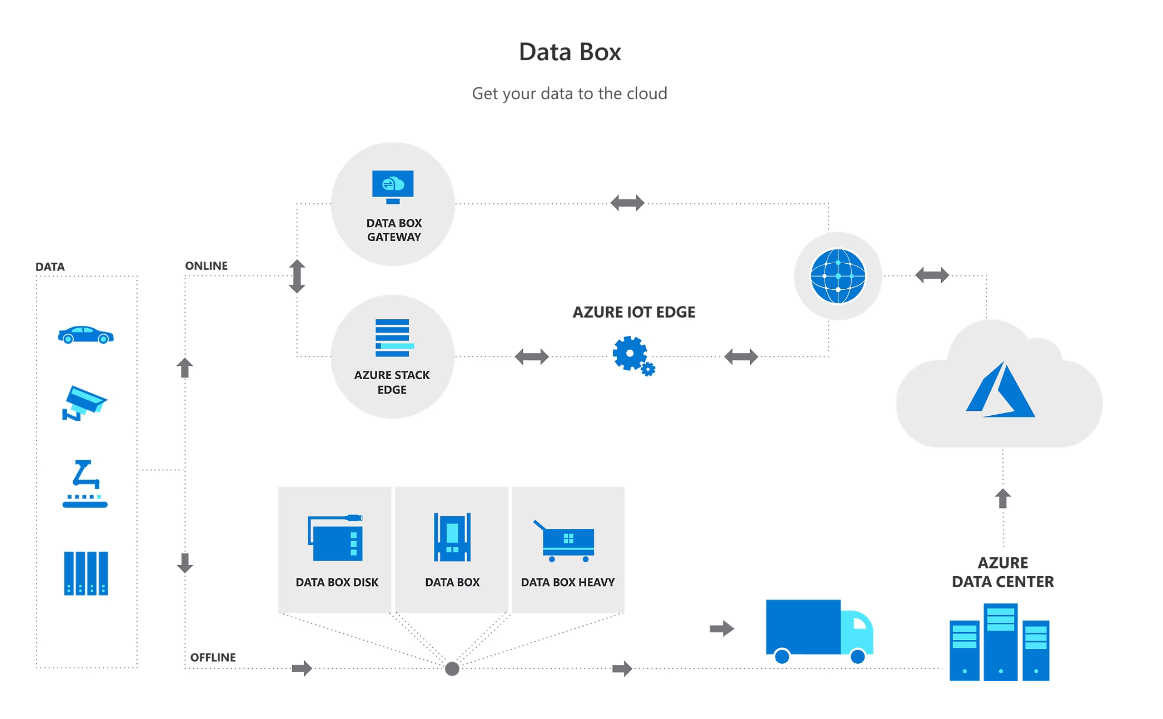 Data Box
Get your data to the cloud
DATA BOX
GATEWAY
DATA
ONLINE
AZURE IOT EDGE
AZURE STACK
EDGE
DATA BOX DISK
DATA BOX
DATA BOX HEAVY
AZURE
DATA CENTER
OFFLINE